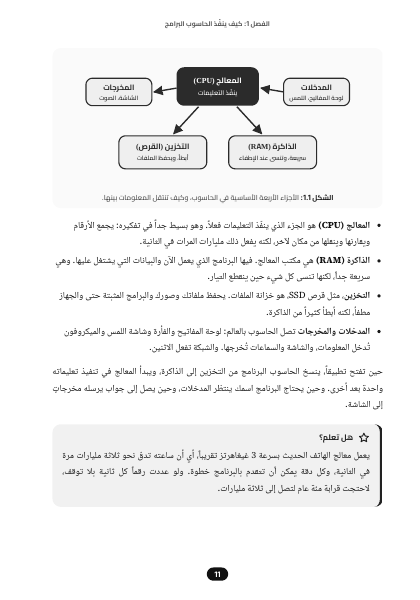 الفصل 1: كيف ينفّذ الحاسوب البرامج
المدخلات
لوحة المفاتيح، اللمس
المعالج (CPU)
ينفّذ التعليمات
المخرجات
الشاشة، الصوت
الذاكرة (RAM)
سريعة، وتنسى عند الإطفاء
التخزين (القرص)
أبطأ، ويحفظ الملفات
الشكل 1.1: الأجزاء الأربعة الأساسية في الحاسوب، وكيف تنتقل المعلومات بينها.
• المعالج (CPU) هو الجزء الذي ينفّذ التعليمات فعلاً. وهو بسيط جداً في تفكيره: يجمع الأرقام
ويقارنها وينقلها من مكان لآخر، لكنه يفعل ذلك مليارات المرات في الثانية.
• الذاكرة (RAM) هي مكتب المعالج. فيها البرنامج الذي يعمل الآن والبيانات التي يشتغل عليها. وهي
سريعة جداً، لكنها تنسى كل شيء حين ينقطع التيار.
• التخزين، مثل قرص SSD، هو خزانة الملفات. يحفظ ملفاتك وصورك والبرامج المثبتة حتى والجهاز
مطفأ، لكنه أبطأ كثيراً من الذاكرة.
• المدخلات والمخرجات تصل الحاسوب بالعالم: لوحة المفاتيح والفأرة وشاشة اللمس والميكروفون
تُدخل المعلومات، والشاشة والسماعات تُخرجها. والشبكة تفعل الاثنين.
حين تفتح تطبيقاً، ينسخ الحاسوب البرنامج من التخزين إلى الذاكرة، ويبدأ المعالج في تنفيذ تعليماته
واحدة بعد أخرى. وحين يحتاج البرنامج اسمك ينتظر المدخلات، وحين يصل إلى جواب يرسله مخرجاتٍ
إلى الشاشة.
هل تعلم؟
يعمل معالج الهاتف الحديث بسرعة 3 غيغاهرتز تقريباً، أي أن ساعته تدقّ نحو ثلاثة مليارات مرة
في الثانية، وكل دقة يمكن أن تتقدم بالبرنامج خطوة. ولو عددت رقماً كل ثانية بلا توقف،
لاحتجت قرابة مئة عام لتصل إلى ثلاثة مليارات.
11